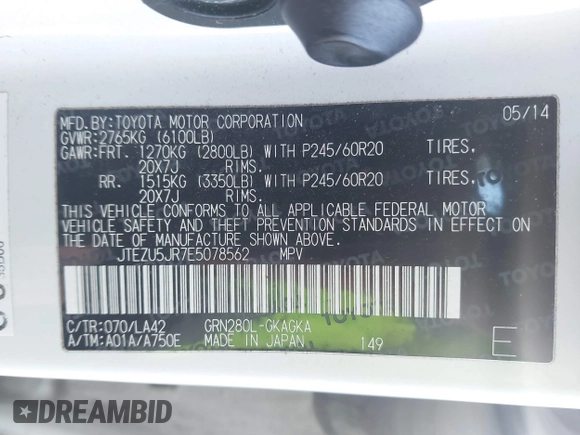 MFD.BY:TOYOTA MOTOR CORPORATION 05/14
GVWR:2765KG (6100LB)
GAWR:FRT. 1270KG (2800LB) WITH P245/60R20 TIRES.
20X7J RIMS.
RR. 1515KG (3350LB) WITH P245/60R20 TIRES.
20X7J RIMS.
THIS VEHICLE CONFORMS TO ALL APPLICABLE FEDERAL MOTOR
VEHICLE SAFETY AND THEFT PREVENTION STANDARDS IN EFFECT ON
THE DATE OF MANUFACTURE SHOWN ABOVE.
JTEZU5JR7E5078562 MPV
C/TR:070/LA42 GRN280L-GKAGKA
A/TM:A01A/A750E MADE IN JAPAN 149 E
DREAMBID DreamBid.com